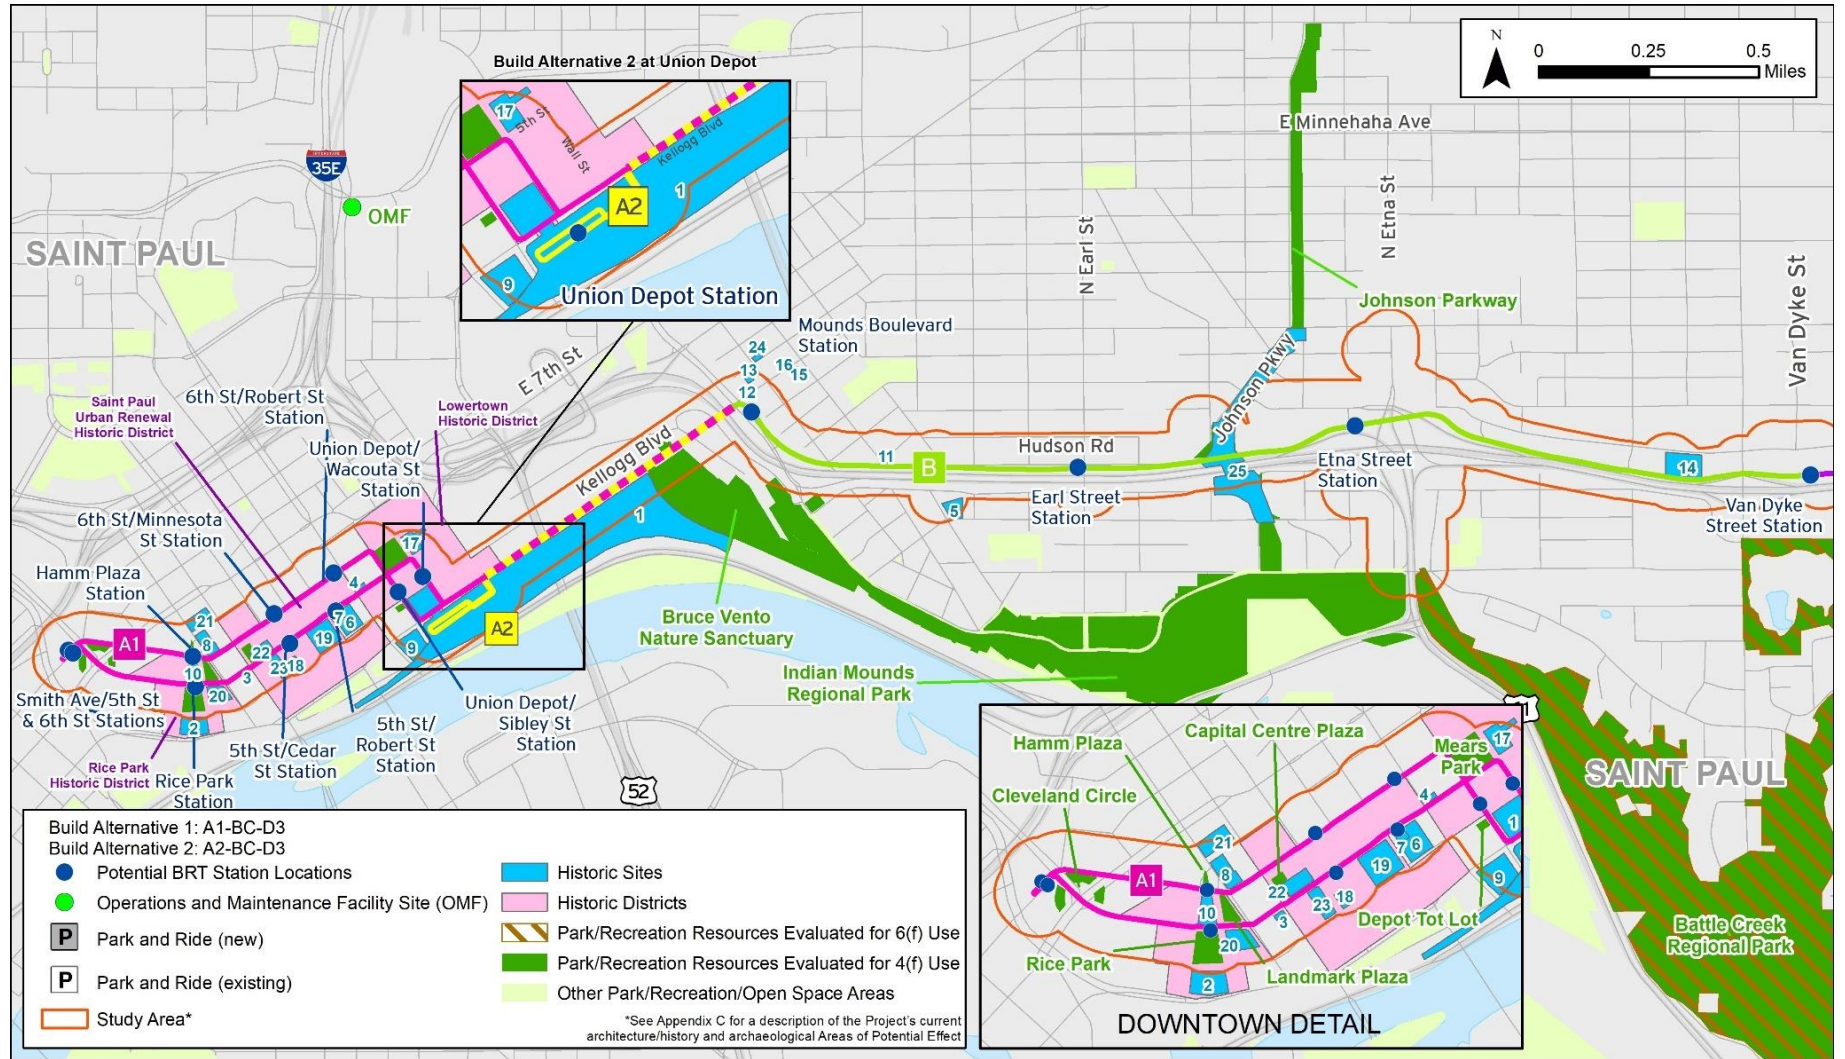 Build Alternative 2 at Union Depot
17
5th St
Wall St
Kellogg Blvd
1
A2
9
Union Depot Station
N
0
0.25
0.5
Miles
INTERSTATE
35E
OMF
SAINT PAUL
E Minnehaha Ave
N Earl St
N Etna St
Van Dyke St
Johnson Parkway
Johnson Pkwy
Mounds Boulevard
Station
24
13
16
15
12
E 7th St
Kellogg Blvd
Saint Paul
Urban Renewal
Historic District
6th St/Robert St
Station
Lowertown
Historic District
Union Depot/
Wacouta St
Station
6th St/Minnesota
St Station
Hamm Plaza
Station
11
B
Hudson Rd
Earl Street
Station
5
25
Etna Street
Station
14
Van Dyke
Street Station
17
1
4
21
8
7
6
19
22
23
18
3
9
10
20
2
A1
A2
Smith Ave/5th St
& 6th St Stations
Rice Park
Historic District
Rice Park
Station
5th St/Cedar
St Station
5th St/
Robert St
Station
Union Depot/
Sibley St
Station
Bruce Vento
Nature Sanctuary
Indian Mounds
Regional Park
52
61
SAINT PAUL
Battle Creek
Regional Park
Hamm Plaza
Capital Centre Plaza
Mears
Park
17
Cleveland Circle
4
1
21
7
6
A1
8
19
9
22
18
23
10
3
Depot Tot Lot
20
Rice Park
Landmark Plaza
2
DOWNTOWN DETAIL
Build Alternative 1: A1-BC-D3
Build Alternative 2: A2-BC-D3
Potential BRT Station Locations
Operations and Maintenance Facility Site (OMF)
P
Park and Ride (new)
P
Park and Ride (existing)
Study Area*
Historic Sites
Historic Districts
Park/Recreation Resources Evaluated for 6(f) Use
Park/Recreation Resources Evaluated for 4(f) Use
Other Park/Recreation/Open Space Areas
*See Appendix C for a description of the Project's current
architecture/history and archaeological Areas of Potential Effect